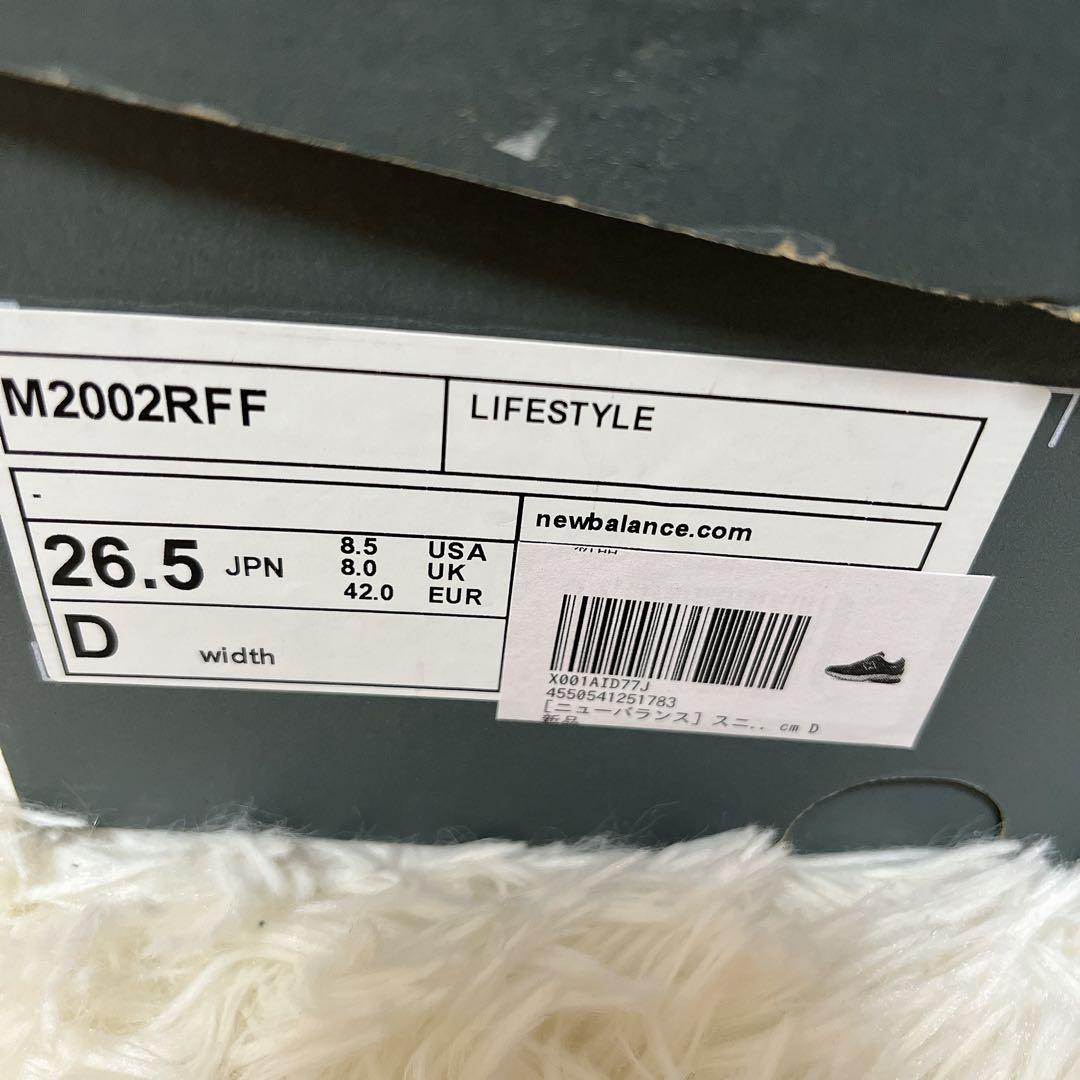 M2002RFF
LIFESTYLE
-
newbalance.com
26.5 JPN
8.5 USA
8.0 UK
42.0 EUR
D width
X001AID77J
4550541251783
[ニューバランス] スニ.. cm D
新品